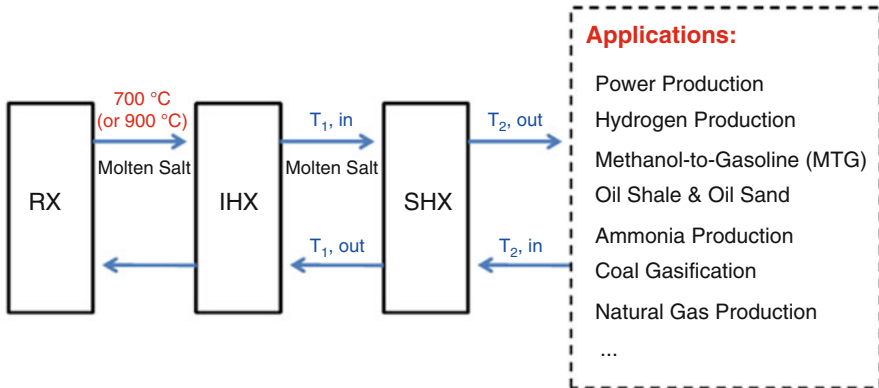 Applications:
Power Production
Hydrogen Production
Methanol-to-Gasoline (MTG)
Oil Shale & Oil Sand
Ammonia Production
Coal Gasification
Natural Gas Production
...
700 °C
(or 900 °C)
Molten Salt
T1, in
Molten Salt
T2, out
RX
IHX
SHX
T1, out
T2, in